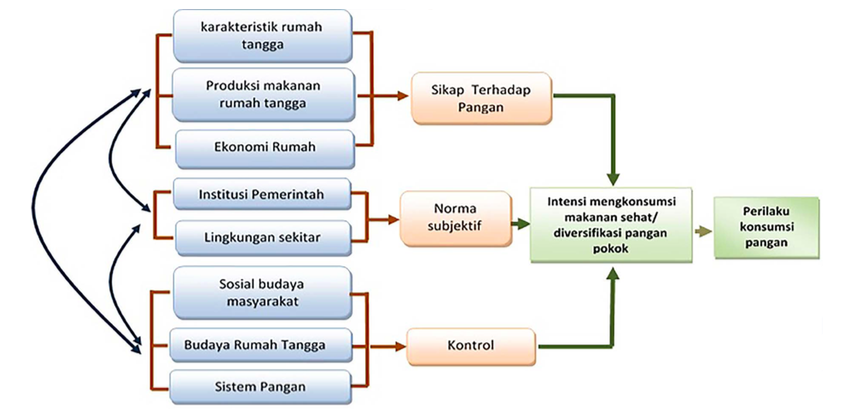 karakteristik rumah
tangga
Produksi makanan
rumah tangga
Ekonomi Rumah
Sikap Terhadap
Pangan
Institusi Pemerintah
Lingkungan sekitar
Norma
subjektif
Sosial budaya
masyarakat
Budaya Rumah Tangga
Sistem Pangan
Kontrol
Intensi mengkonsumsi
makanan sehat/
diversifikasi pangan
pokok
Perilaku
konsumsi
pangan